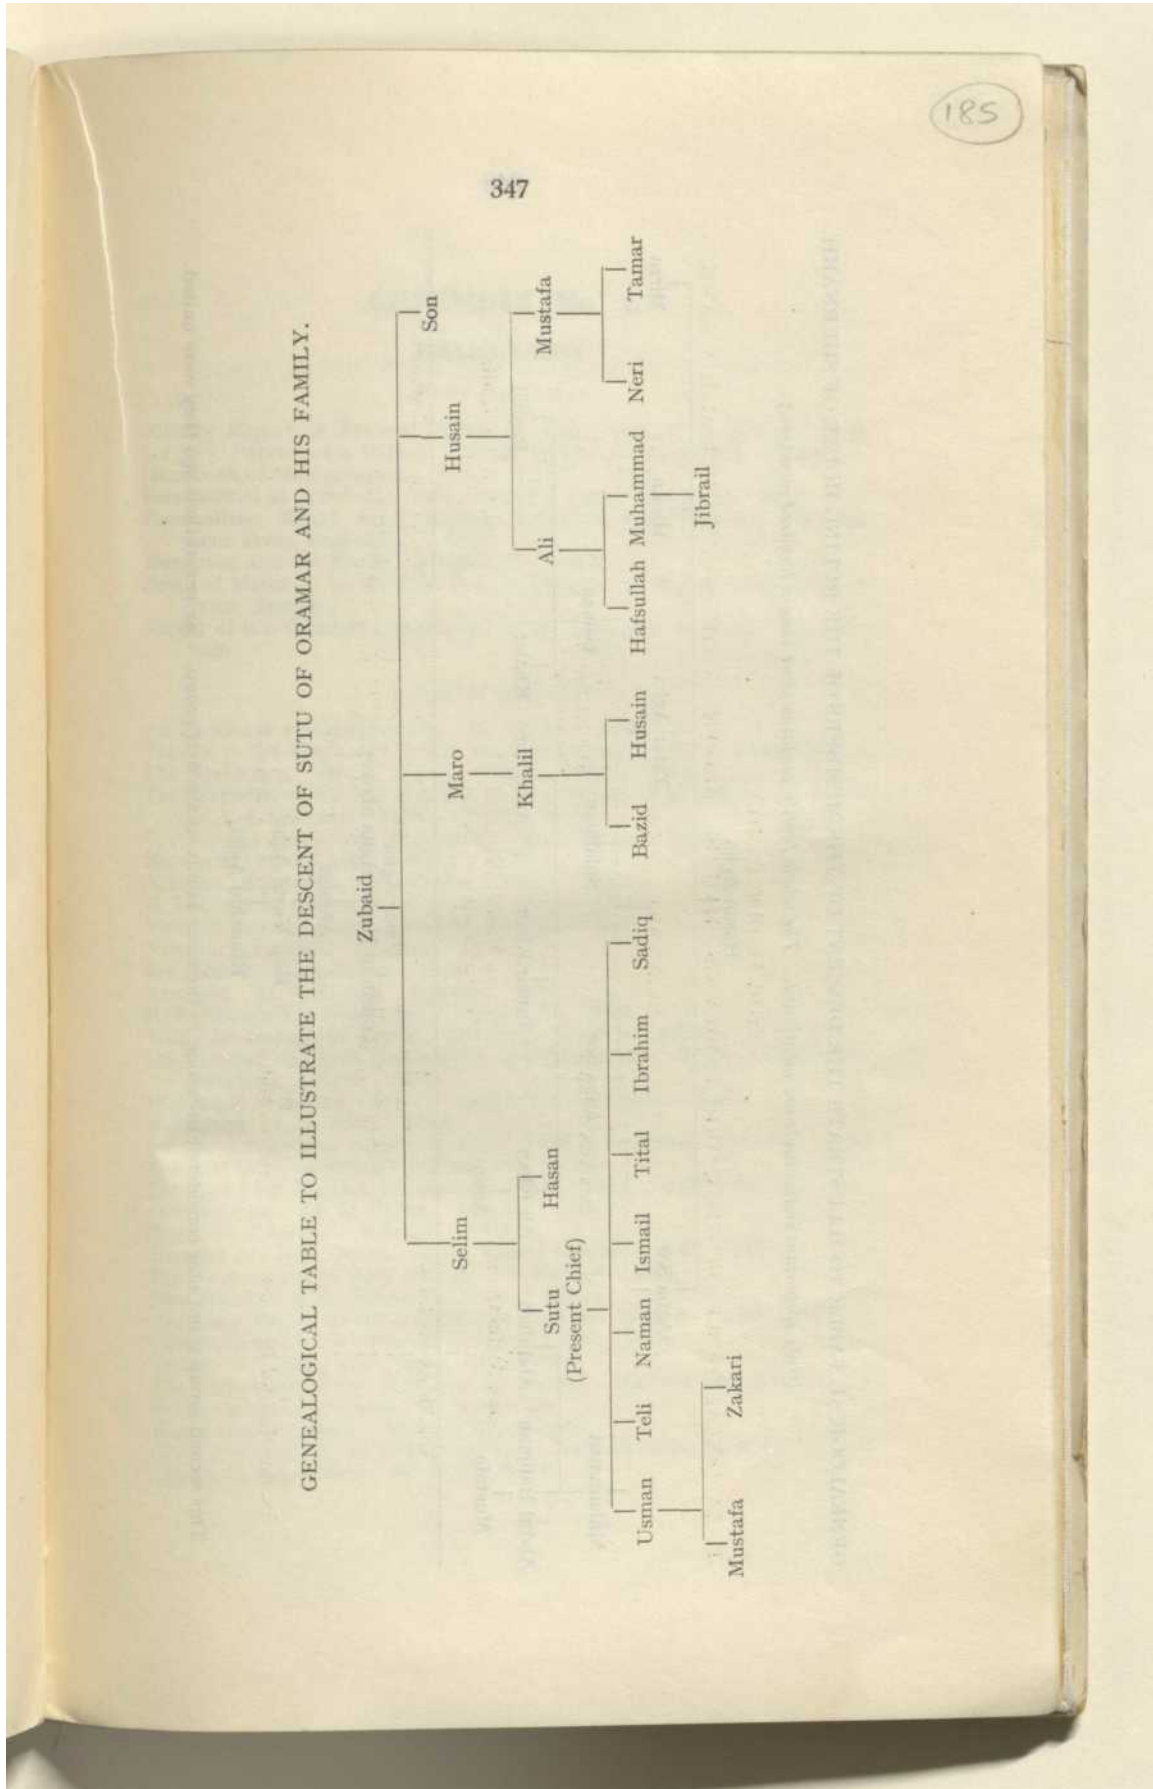 185
347
GENEALOGICAL TABLE TO ILLUSTRATE THE DESCENT OF SUTU OF ORAMAR AND HIS FAMILY.
Zubaid
Selim Maro Husain Son
Sutu Hasan Khalil Ali Mustafa
(Present Chief)
Usman Teli Naman Ismail Tital Ibrahim Sadiq Bazid Husain Hafsullah Muhammad Neri Tamar
Mustafa Zakari Jibrail